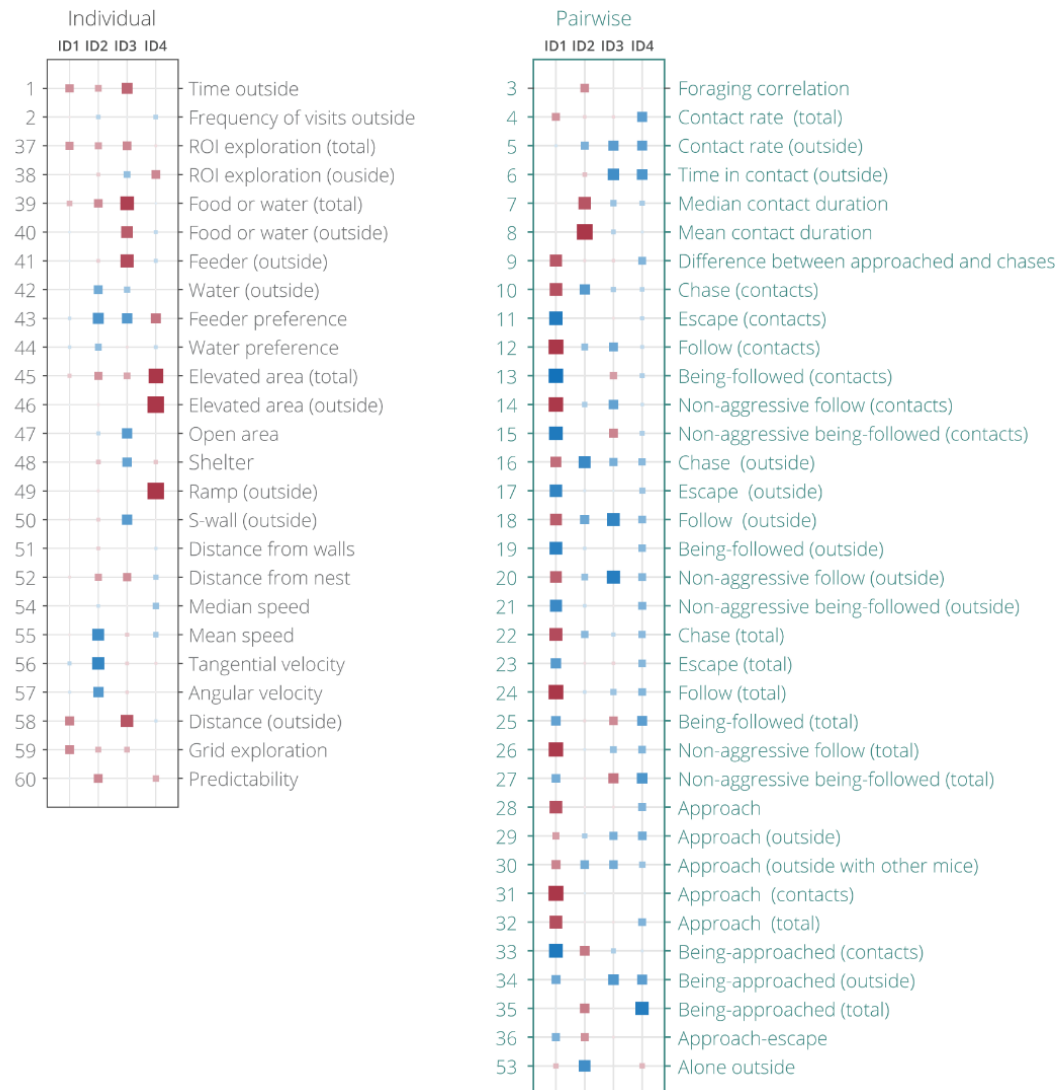 Individual
ID1 ID2 ID3 ID4
1 Time outside
2 Frequency of visits outside
37 ROI exploration (total)
38 ROI exploration (ouside)
39 Food or water (total)
40 Food or water (outside)
41 Feeder (outside)
42 Water (outside)
43 Feeder preference
44 Water preference
45 Elevated area (total)
46 Elevated area (outside)
47 Open area
48 Shelter
49 Ramp (outside)
50 S-wall (outside)
51 Distance from walls
52 Distance from nest
54 Median speed
55 Mean speed
56 Tangential velocity
57 Angular velocity
58 Distance (outside)
59 Grid exploration
60 Predictability
Pairwise
ID1 ID2 ID3 ID4
3 Foraging correlation
4 Contact rate (total)
5 Contact rate (outside)
6 Time in contact (outside)
7 Median contact duration
8 Mean contact duration
9 Difference between approached and chases
10 Chase (contacts)
11 Escape (contacts)
12 Follow (contacts)
13 Being-followed (contacts)
14 Non-aggressive follow (contacts)
15 Non-aggressive being-followed (contacts)
16 Chase (outside)
17 Escape (outside)
18 Follow (outside)
19 Being-followed (outside)
20 Non-aggressive follow (outside)
21 Non-aggressive being-followed (outside)
22 Chase (total)
23 Escape (total)
24 Follow (total)
25 Being-followed (total)
26 Non-aggressive follow (total)
27 Non-aggressive being-followed (total)
28 Approach
29 Approach (outside)
30 Approach (outside with other mice)
31 Approach (contacts)
32 Approach (total)
33 Being-approached (contacts)
34 Being-approached (outside)
35 Being-approached (total)
36 Approach-escape
53 Alone outside